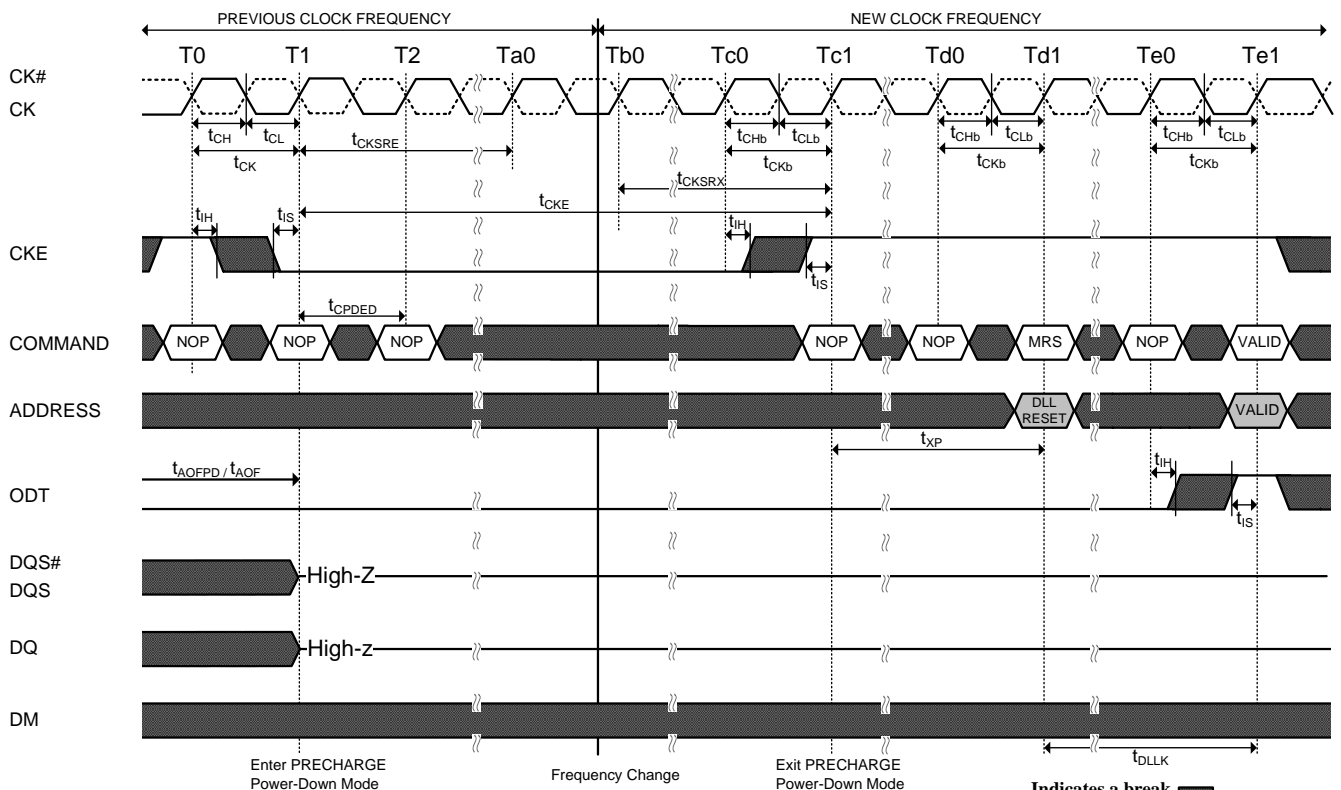 PREVIOUS CLOCK FREQUENCY NEW CLOCK FREQUENCY
T0 T1 T2 Ta0 Tb0 Tc0 Tc1 Td0 Td1 Te0 Te1
CK#
CK
tCH tCL tCKSRE tCHb tCLb tCHb tCLb tCHb tCLb
tCK tCKb tCKb tCKb
tCKSRX
tCKE
tIH tIS tIH
CKE
tIS
tCPDED
COMMAND NOP NOP NOP NOP NOP MRS NOP VALID
ADDRESS DLL RESET VALID
tXP
tAOFPD / tAOF tIH
ODT
tIS
DQS#
DQS
High-Z
DQ High-z
DM
tDLLK
Enter PRECHARGE
Power-Down Mode
Frequency Change
Exit PRECHARGE
Power-Down Mode
Indicates a break